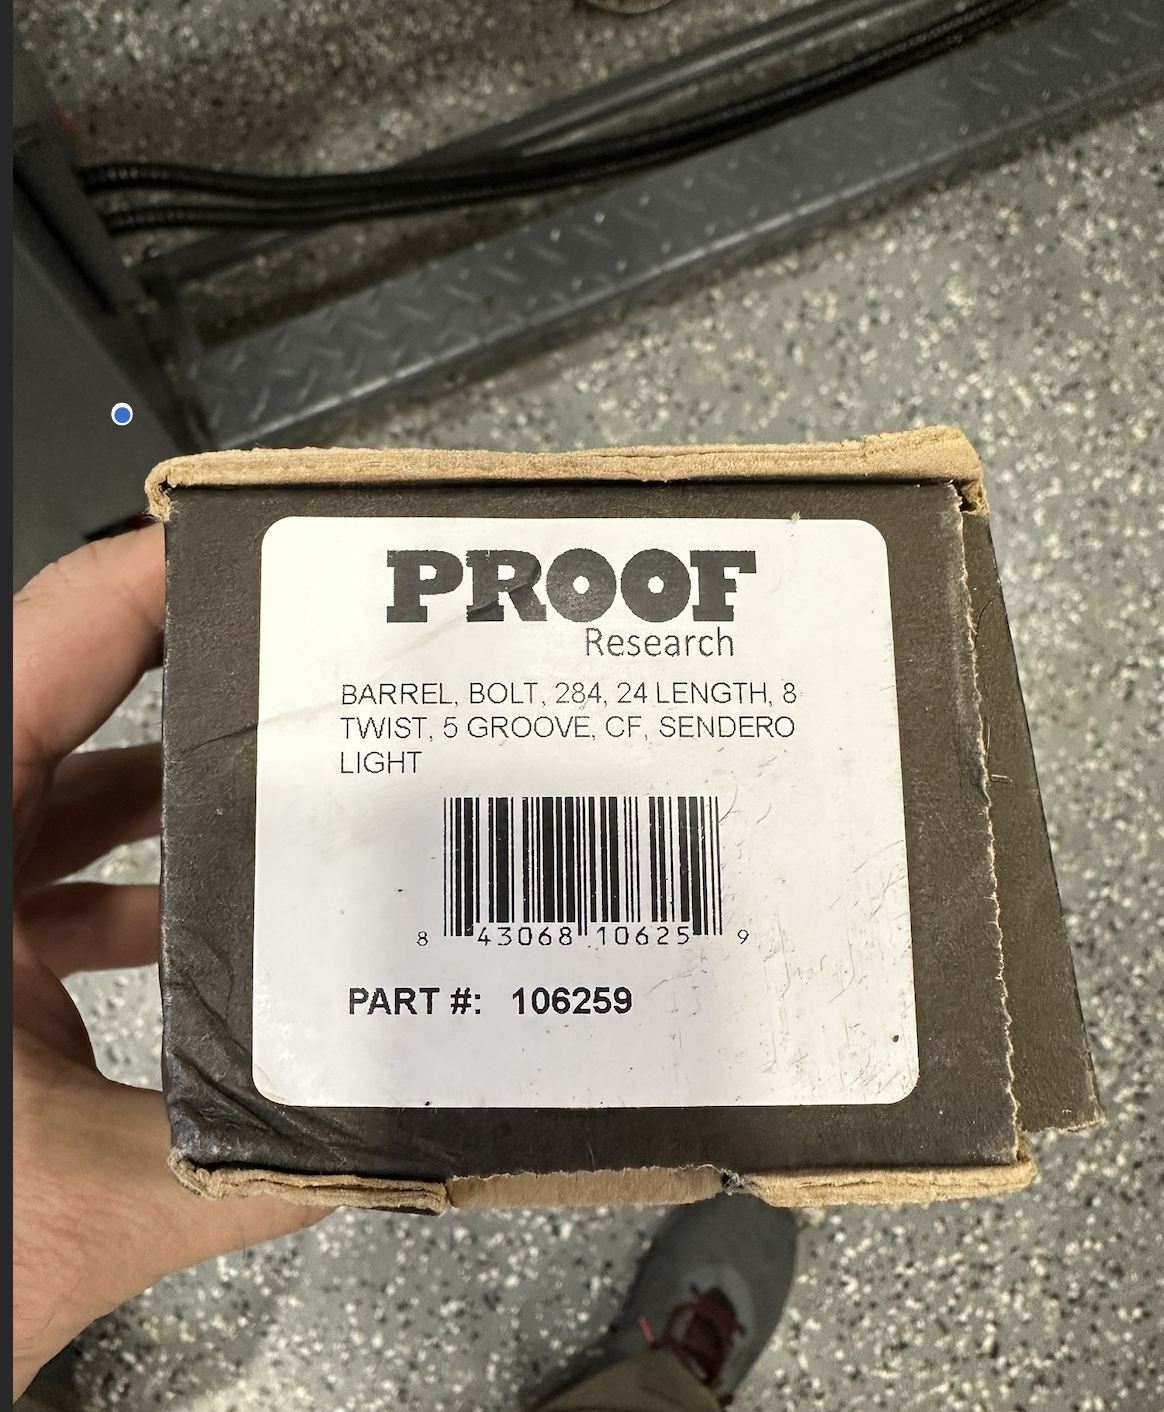 PROOF
Research
BARREL, BOLT, 284, 24 LENGTH, 8
TWIST, 5 GROOVE, CF, SENDERO
LIGHT
8 43068 10625 9
PART #: 106259